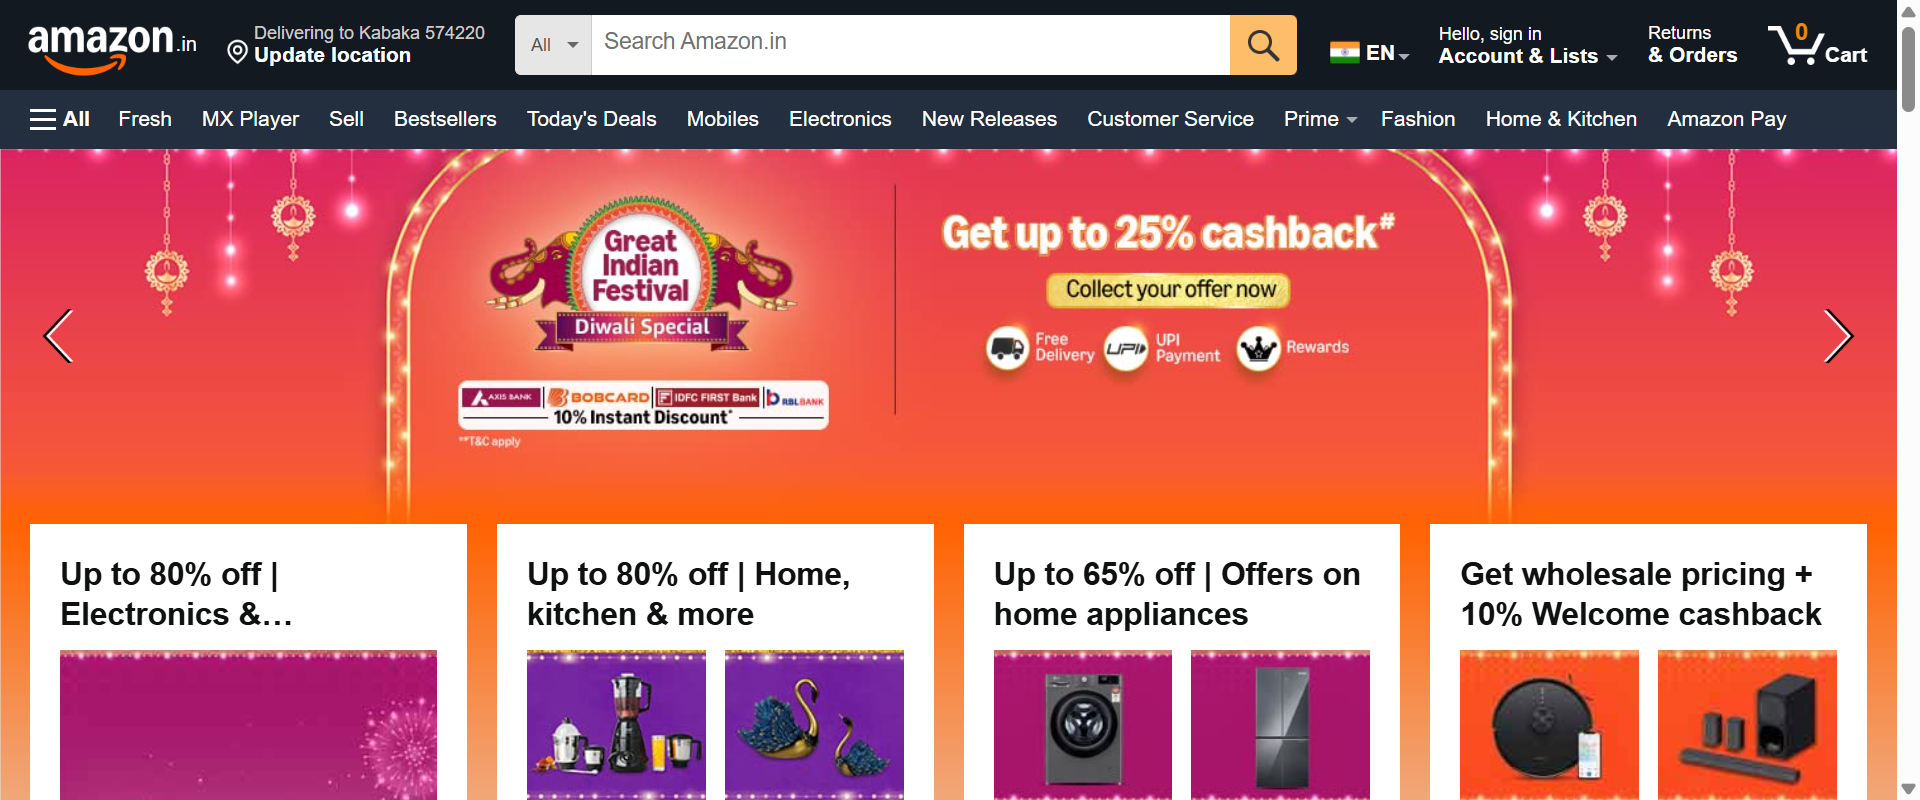 amazon.in
Delivering to Kabaka 574220
Update location
All
Search Amazon.in
EN
Hello, sign in
Account & Lists
Returns
& Orders
0
Cart
All
Fresh
MX Player
Sell
Bestsellers
Today's Deals
Mobiles
Electronics
New Releases
Customer Service
Prime
Fashion
Home & Kitchen
Amazon Pay
Great
Indian
Festival
Diwali Special
AXIS BANK
BOBCARD
IDFC FIRST Bank
RBLBANK
10% Instant Discount*
**T&C apply
Get up to 25% cashback#
Collect your offer now
Free
Delivery
UPI
UPI
Payment
Rewards
Up to 80% off |
Electronics &…
Up to 80% off | Home,
kitchen & more
Up to 65% off | Offers on
home appliances
Get wholesale pricing +
10% Welcome cashback